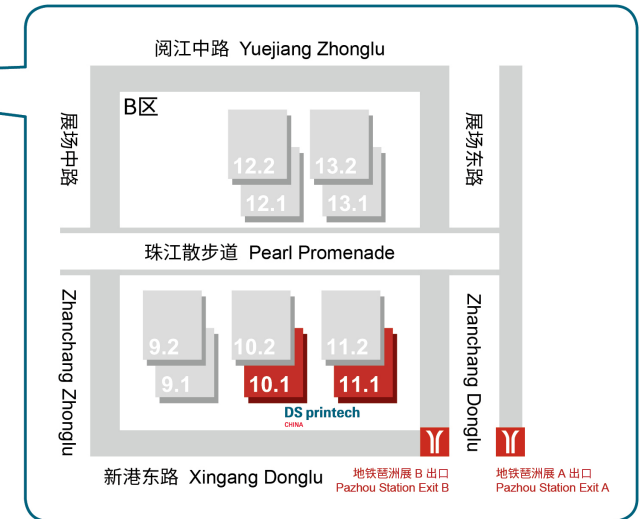 阅江中路 Yuejiang Zhonglu
B区
展场中路
展场东路
12.2
13.2
12.1
13.1
珠江散步道 Pearl Promenade
Zhanchang Zhonglu
Zhanchang Donglu
9.2
10.2
11.2
9.1
10.1
11.1
DS printech
CHINA
新港东路 Xingang Donglu
地铁琶洲展 B 出口
Pazhou Station Exit B
地铁琶洲展 A 出口
Pazhou Station Exit A